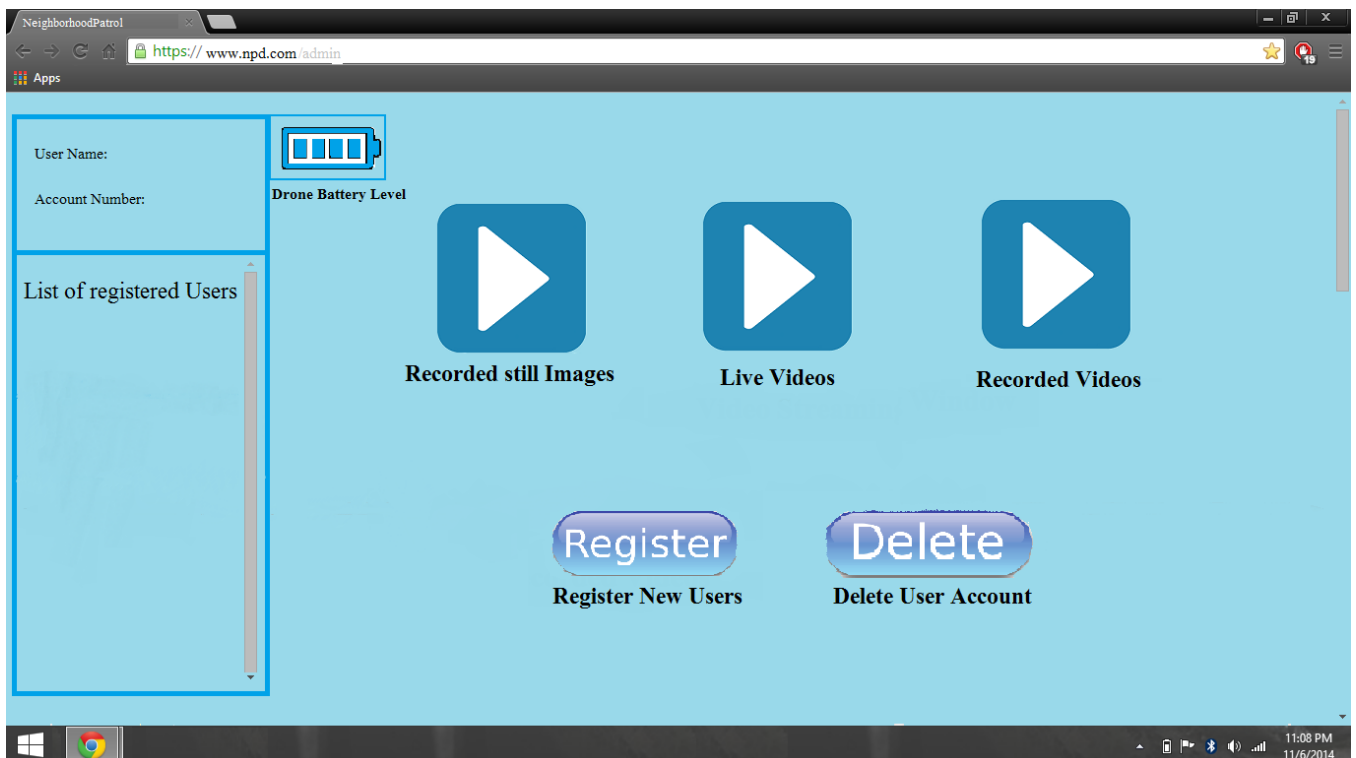 NeighborhoodPatrol
https:// www.npd.com/admin
19
Apps
User Name:
Account Number:
Drone Battery Level
List of registered Users
Recorded still Images
Live Videos
Recorded Videos
Register
Delete
Register New Users
Delete User Account
11:08 PM
11/6/2014